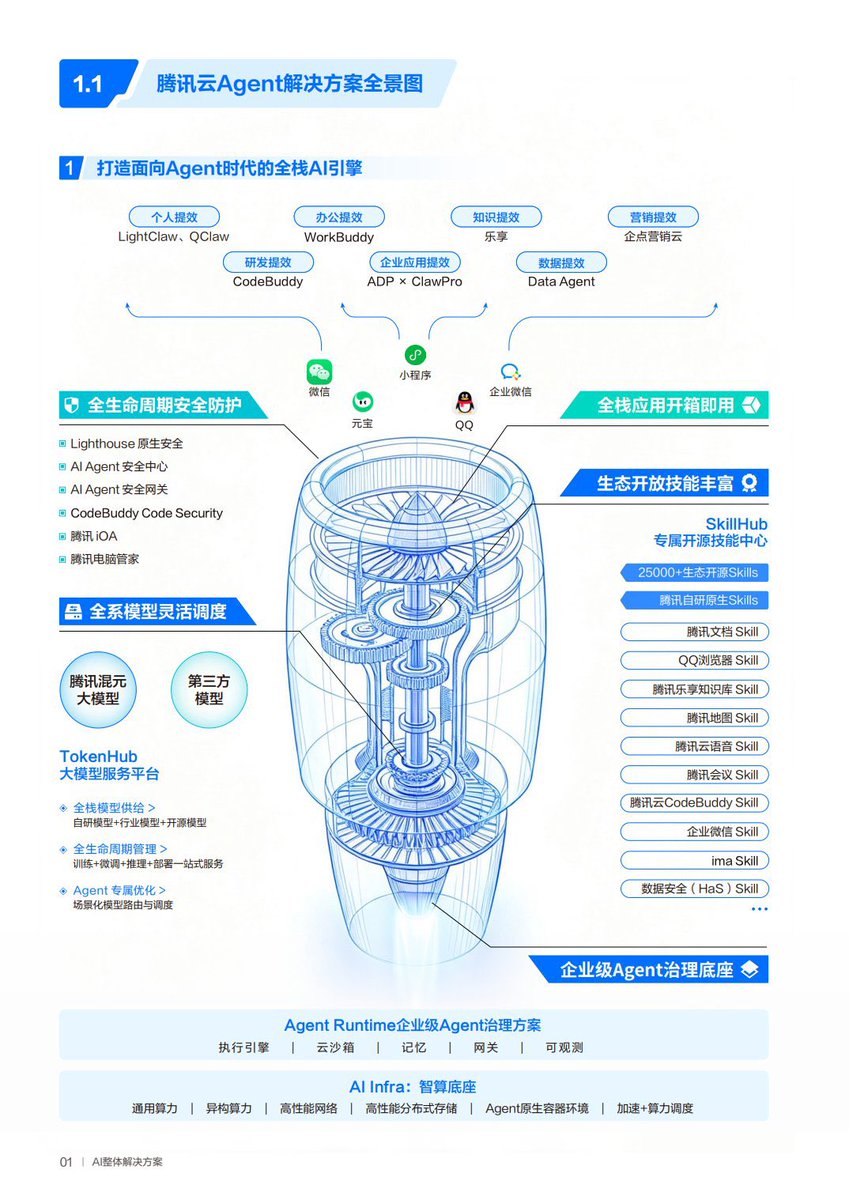 1.1 腾讯云Agent解决方案全景图
1 打造面向Agent时代的全栈AI引擎
个人提效
LightClaw、QClaw
办公提效
WorkBuddy
知识提效
乐享
营销提效
企点营销云
研发提效
CodeBuddy
企业应用提效
ADP × ClawPro
数据提效
Data Agent
微信
元宝
小程序
QQ
企业微信
全生命周期安全防护
Lighthouse 原生安全
AI Agent 安全中心
AI Agent 安全网关
CodeBuddy Code Security
腾讯 iOA
腾讯电脑管家
全栈应用开箱即用
生态开放技能丰富
SkillHub
专属开源技能中心
25000+生态开源Skills
腾讯自研原生Skills
腾讯文档 Skill
QQ浏览器 Skill
腾讯乐享知识库 Skill
腾讯地图 Skill
腾讯云语音 Skill
腾讯会议 Skill
腾讯云CodeBuddy Skill
企业微信 Skill
ima Skill
数据安全（HaS）Skill
•••
全系模型灵活调度
腾讯混元
大模型
第三方
模型
TokenHub
大模型服务平台
全栈模型供给 >
自研模型+行业模型+开源模型
全生命周期管理 >
训练+微调+推理+部署一站式服务
Agent 专属优化 >
场景化模型路由与调度
企业级Agent治理底座
Agent Runtime企业级Agent治理方案
执行引擎 | 云沙箱 | 记忆 | 网关 | 可观测
AI Infra：智算底座
通用算力 | 异构算力 | 高性能网络 | 高性能分布式存储 | Agent原生容器环境 | 加速+算力调度
01 | AI整体解决方案